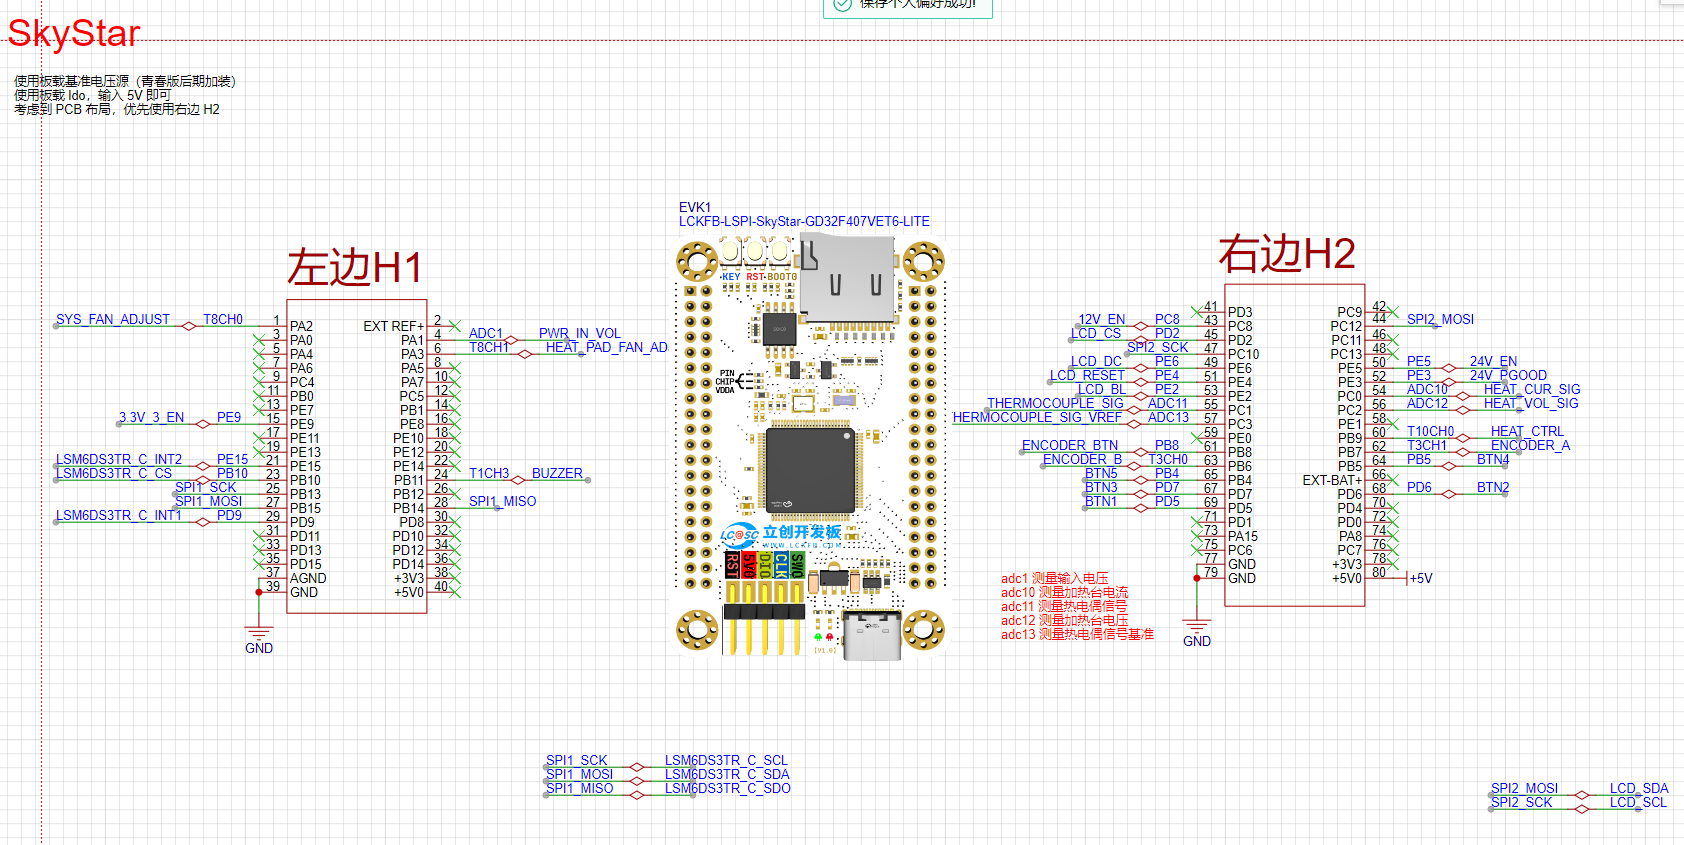 保存个人偏好成功!
SkyStar
使用板载基准电压源（青春版后期加装）
使用板载 ldo，输入 5V 即可
考虑到 PCB 布局，优先使用右边 H2
EVK1
LCKFB-LSPI-SkyStar-GD32F407VET6-LITE
左边H1
SYS_FAN_ADJUST T8CH0 1 PA2
3 PA0
5 PA4
7 PA6
9 PC4
11 PB0
13 PE7
3.3V_3_EN PE9 15 PE9
17 PE11
19 PE13
LSM6DS3TR_C_INT2 PE15 21 PE15
LSM6DS3TR_C_CS PB10 23 PB10
SPI1_SCK 25 PB13
SPI1_MOSI 27 PB15
LSM6DS3TR_C_INT1 PD9 29 PD9
31 PD11
33 PD13
35 PD15
37 AGND
39 GND
GND
EXT REF+ 2
PA1 4 ADC1 PWR_IN_VOL
PA3 6 T8CH1 HEAT_PAD_FAN_AD
PA5 8
PA7 10
PC5 12
PB1 14
PE8 16
PE10 18
PE12 20
PE14 22
PB11 24 T1CH3 BUZZER
PB12 26
PB14 28 SPI1_MISO
PD8 30
PD10 32
PD12 34
PD14 36
+3V3 38
+5V0 40
KEY RST BOOT0
PIN
CHIP
VDDA
LC@SC 立创开发板
WWW.LCKFB.COM
RST 5V0 DIO CLK SWO
[V1.0]
右边H2
41 PD3
12V_EN PC8 43 PC8
LCD_CS PD2 45 PD2
SPI2_SCK 47 PC10
LCD_DC PE6 49 PE6
LCD_RESET PE4 51 PE4
LCD_BL PE2 53 PE2
THERMOCOUPLE_SIG ADC11 55 PC1
HERMOCOUPLE_SIG_VREF ADC13 57 PC3
59 PE0
ENCODER_BTN PB8 61 PB8
ENCODER_B T3CH0 63 PB6
BTN5 PB4 65 PB4
BTN3 PD7 67 PD7
BTN1 PD5 69 PD5
71 PD1
73 PA15
75 PC6
77 GND
79 GND
GND
PC9 42
PC12 44 SPI2_MOSI
PC11 46
PC13 48
PE5 50 PE5 24V_EN
PE3 52 PE3 24V_PGOOD
PC0 54 ADC10 HEAT_CUR_SIG
PC2 56 ADC12 HEAT_VOL_SIG
PE1 58
PB9 60 T10CH0 HEAT_CTRL
PB7 62 T3CH1 ENCODER_A
PB5 64 PB5 BTN4
EXT-BAT+ 66
PD6 68 PD6 BTN2
PD4 70
PD0 72
PA8 74
PC7 76
+3V3 78
+5V0 80 +5V
adc1 测量输入电压
adc10 测量加热台电流
adc11 测量热电偶信号
adc12 测量加热台电压
adc13 测量热电偶信号基准
SPI1_SCK LSM6DS3TR_C_SCL
SPI1_MOSI LSM6DS3TR_C_SDA
SPI1_MISO LSM6DS3TR_C_SDO
SPI2_MOSI LCD_SDA
SPI2_SCK LCD_SCL